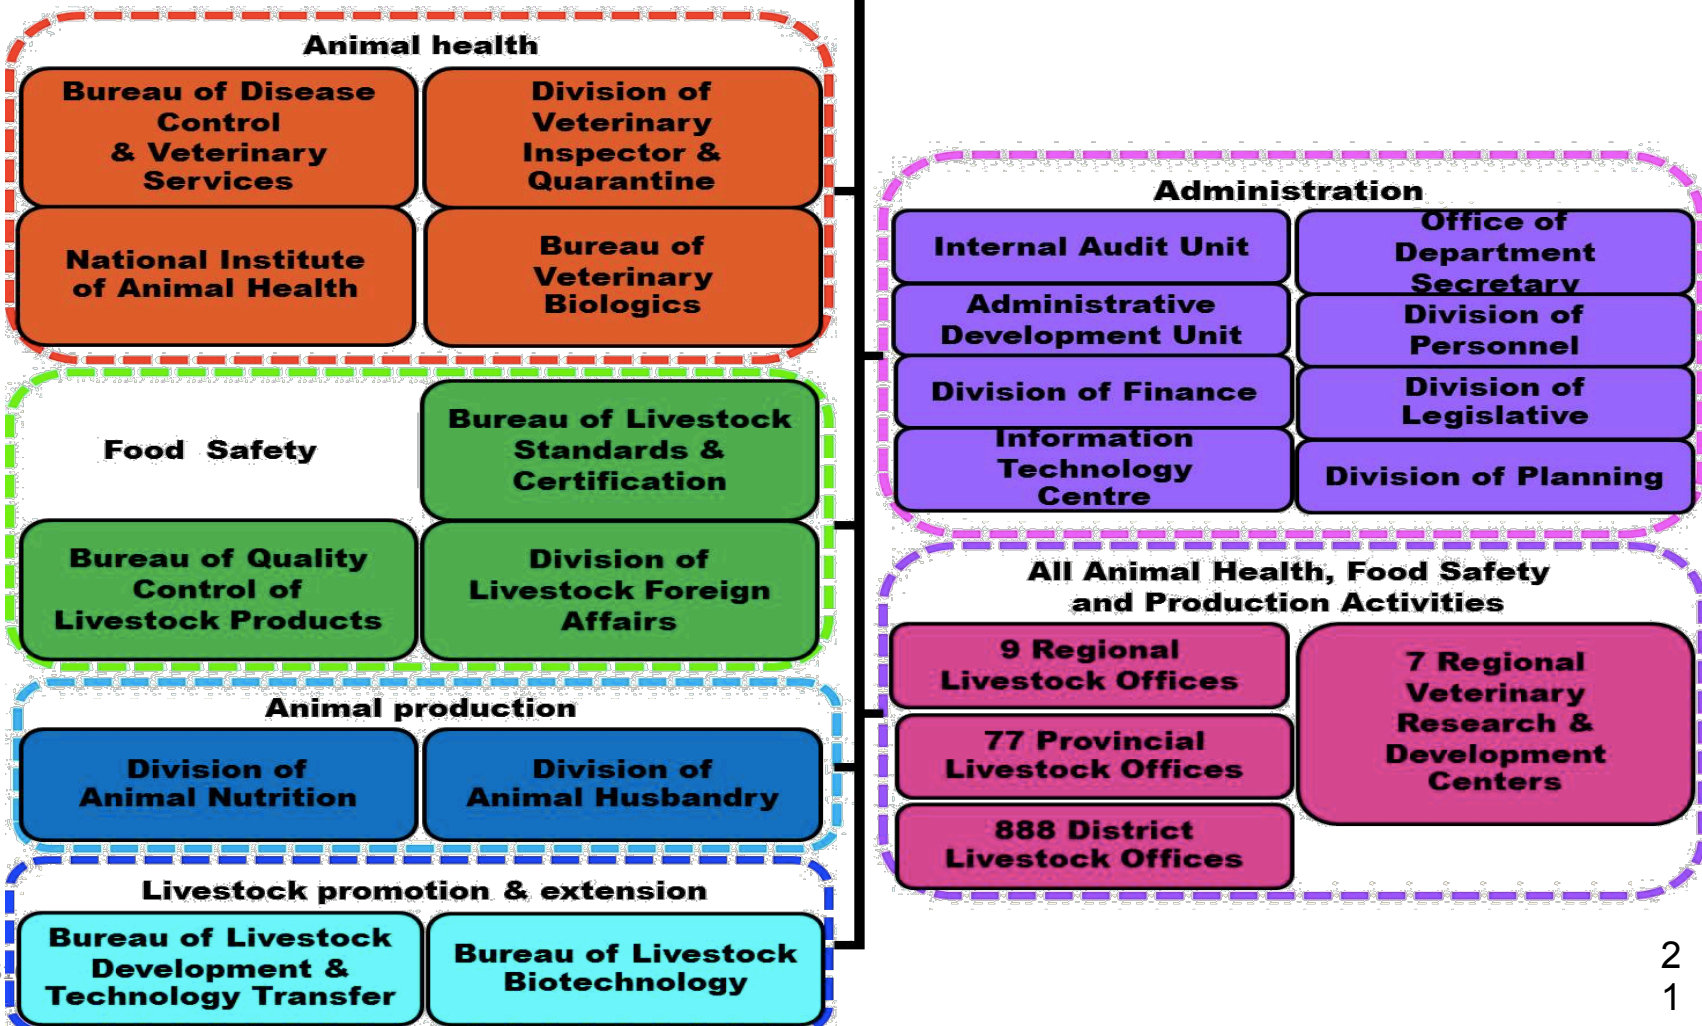 Animal health
Bureau of Disease
Control
& Veterinary
Services
Division of
Veterinary
Inspector &
Quarantine
National Institute
of Animal Health
Bureau of
Veterinary
Biologics
Food Safety
Bureau of Livestock
Standards &
Certification
Bureau of Quality
Control of
Livestock Products
Division of
Livestock Foreign
Affairs
Animal production
Division of
Animal Nutrition
Division of
Animal Husbandry
Livestock promotion & extension
Bureau of Livestock
Development &
Technology Transfer
Bureau of Livestock
Biotechnology
Administration
Internal Audit Unit
Office of
Department
Secretary
Administrative
Development Unit
Division of
Personnel
Division of Finance
Division of
Legislative
Information
Technology
Centre
Division of Planning
All Animal Health, Food Safety
and Production Activities
9 Regional
Livestock Offices
7 Regional
Veterinary
Research &
Development
Centers
77 Provincial
Livestock Offices
888 District
Livestock Offices
2
1